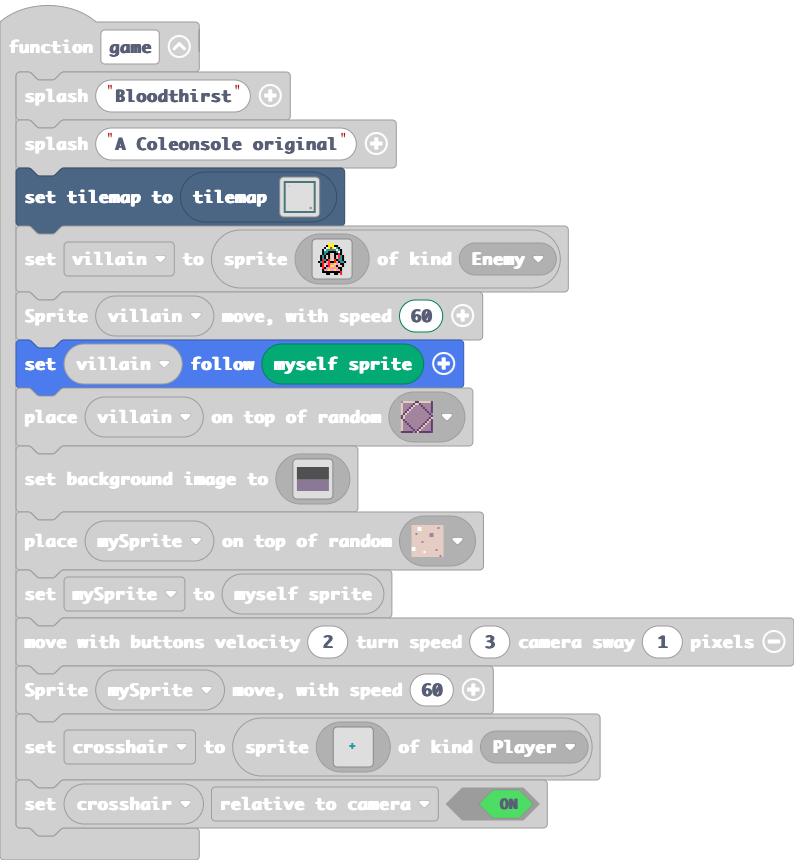 function game
splash "Bloodthirst"
splash "A Coleonsole original"
set tilemap to tilemap
set villain to sprite of kind Enemy
Sprite villain move, with speed 60
set villain follow myself sprite
place villain on top of random
set background image to
place mySprite on top of random
set mySprite to myself sprite
move with buttons velocity 2 turn speed 3 camera sway 1 pixels
Sprite mySprite move, with speed 60
set crosshair to sprite of kind Player
set crosshair relative to camera ON